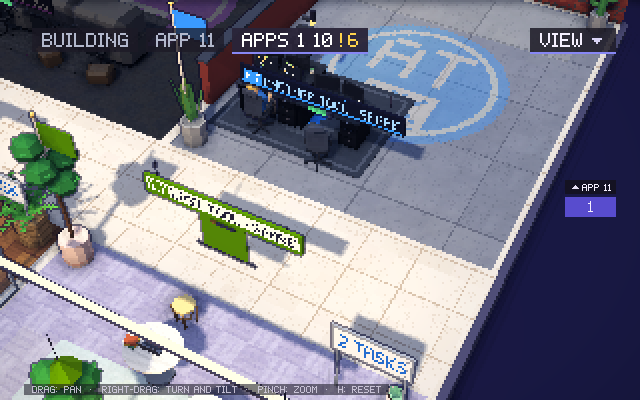 BUILDING APP 11 APPS 1 10 !6 VIEW
HT
APP 11
1
2 TASKS
DRAG: PAN · RIGHT-DRAG: TURN AND TILT · PINCH: ZOOM · H: RESET